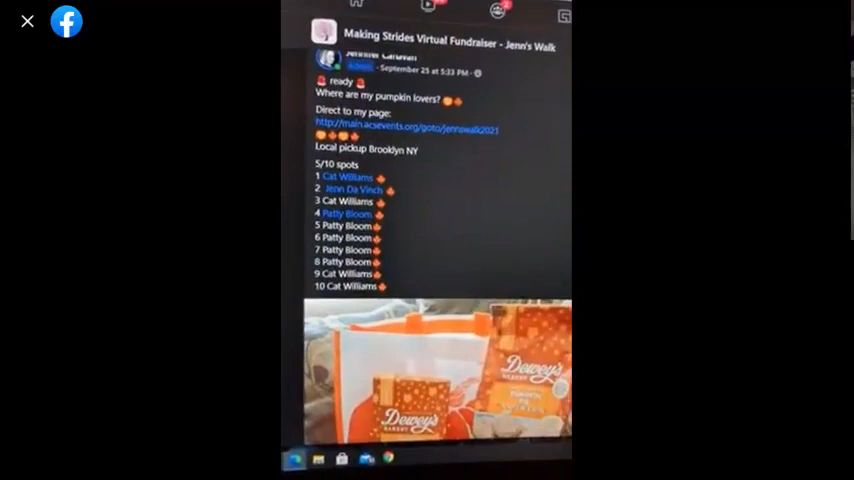 Making Strides Virtual Fundraiser - Jenn's Walk
September 25 at 5:33 PM
ready
Where are my pumpkin lovers?
Direct to my page:
http://main.acsevents.org/goto/jennswalk2021
Local pickup Brooklyn NY
5/10 spots
1 Cat Williams
2 Jenn Da Vinch
3 Cat Williams
4 Patty Bloom
5 Patty Bloom
6 Patty Bloom
7 Patty Bloom
8 Patty Bloom
9 Cat Williams
10 Cat Williams
Dewey's
BAKERY
Dewey's
BAKERY